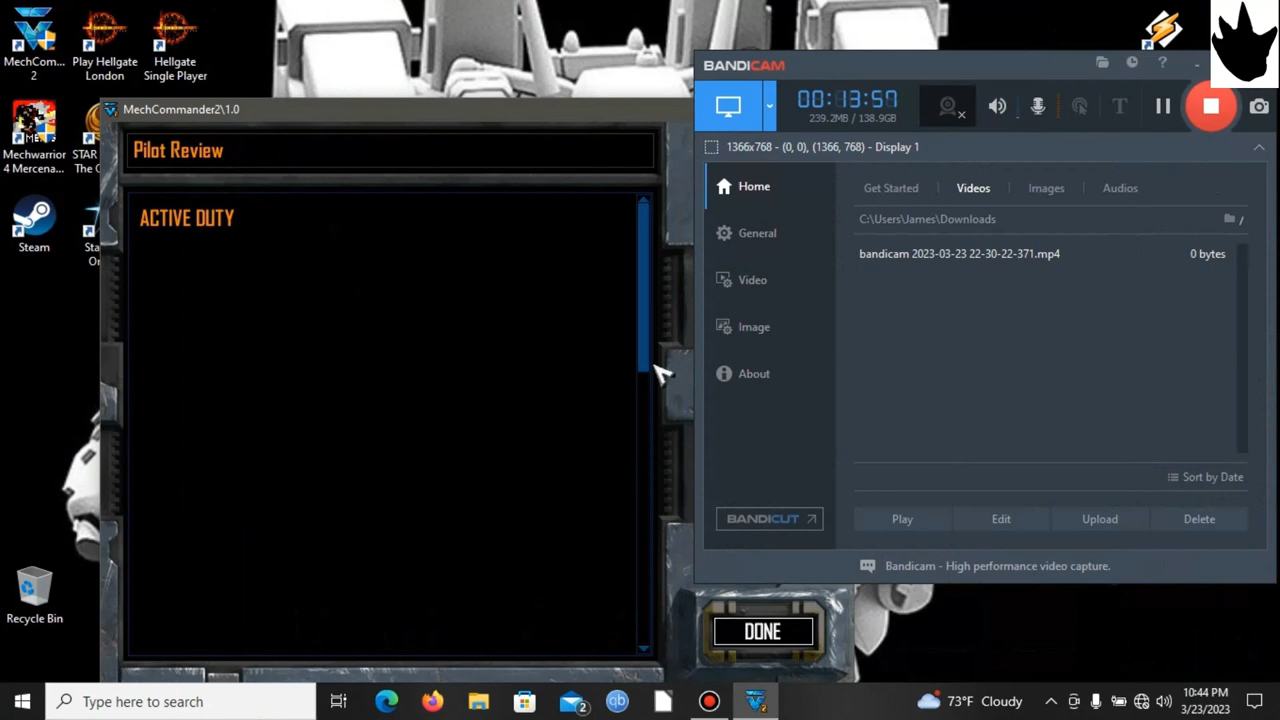 MechCom...
2
Play Hellgate
London
Hellgate
Single Player
Mechwarrior
4 Mercena...
STAR
The C
Steam
Sta
On
Recycle Bin
MechCommander2\1.0
Pilot Review
ACTIVE DUTY
DONE
BANDICAM
00:13:57
239.2MB / 138.9GB
1366x768 - (0, 0), (1366, 768) - Display 1
Home
General
Video
Image
About
BANDICUT
Get Started
Videos
Images
Audios
C:\Users\James\Downloads
/
bandicam 2023-03-23 22-30-22-371.mp4
0 bytes
Sort by Date
Play
Edit
Upload
Delete
Bandicam - High performance video capture.
Type here to search
2
qb
73°F Cloudy
10:44 PM
3/23/2023